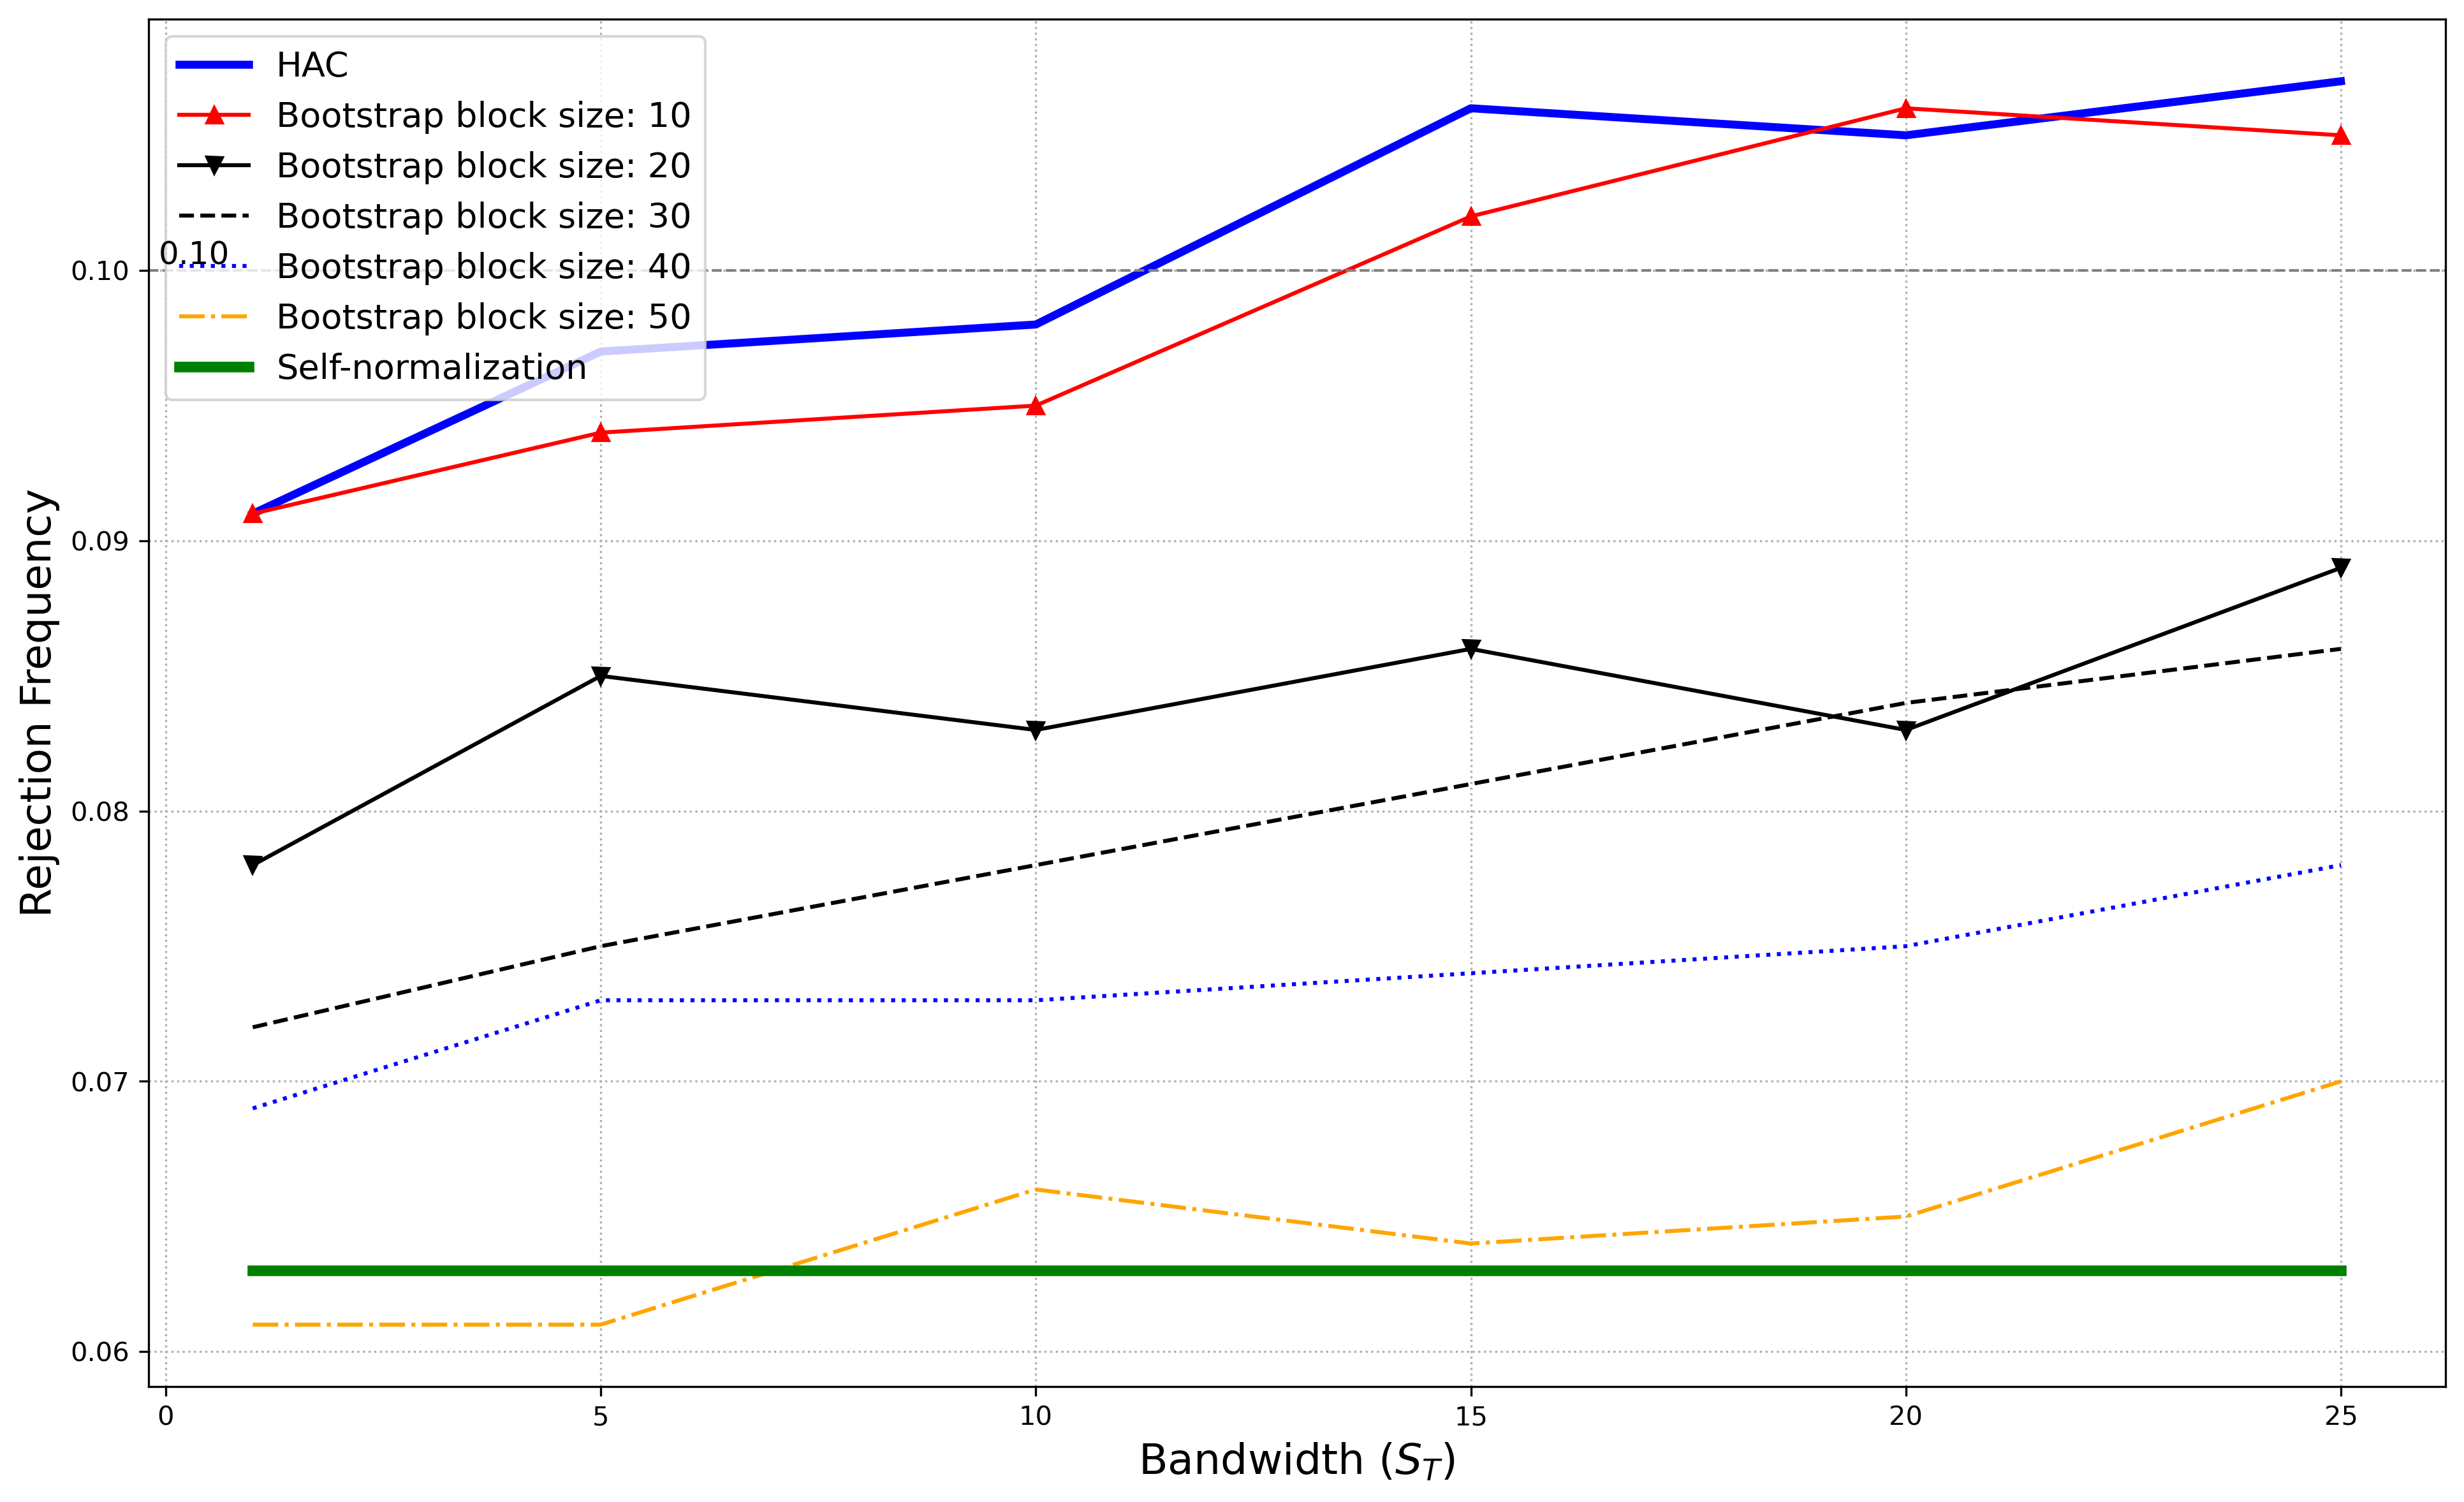 HAC
Bootstrap block size: 10
Bootstrap block size: 20
Bootstrap block size: 30
0.10
Bootstrap block size: 40
Bootstrap block size: 50
Self-normalization
0.10
0.09
0.08
0.07
0.06
Rejection Frequency
0 5 10 15 20 25
Bandwidth (S_T)